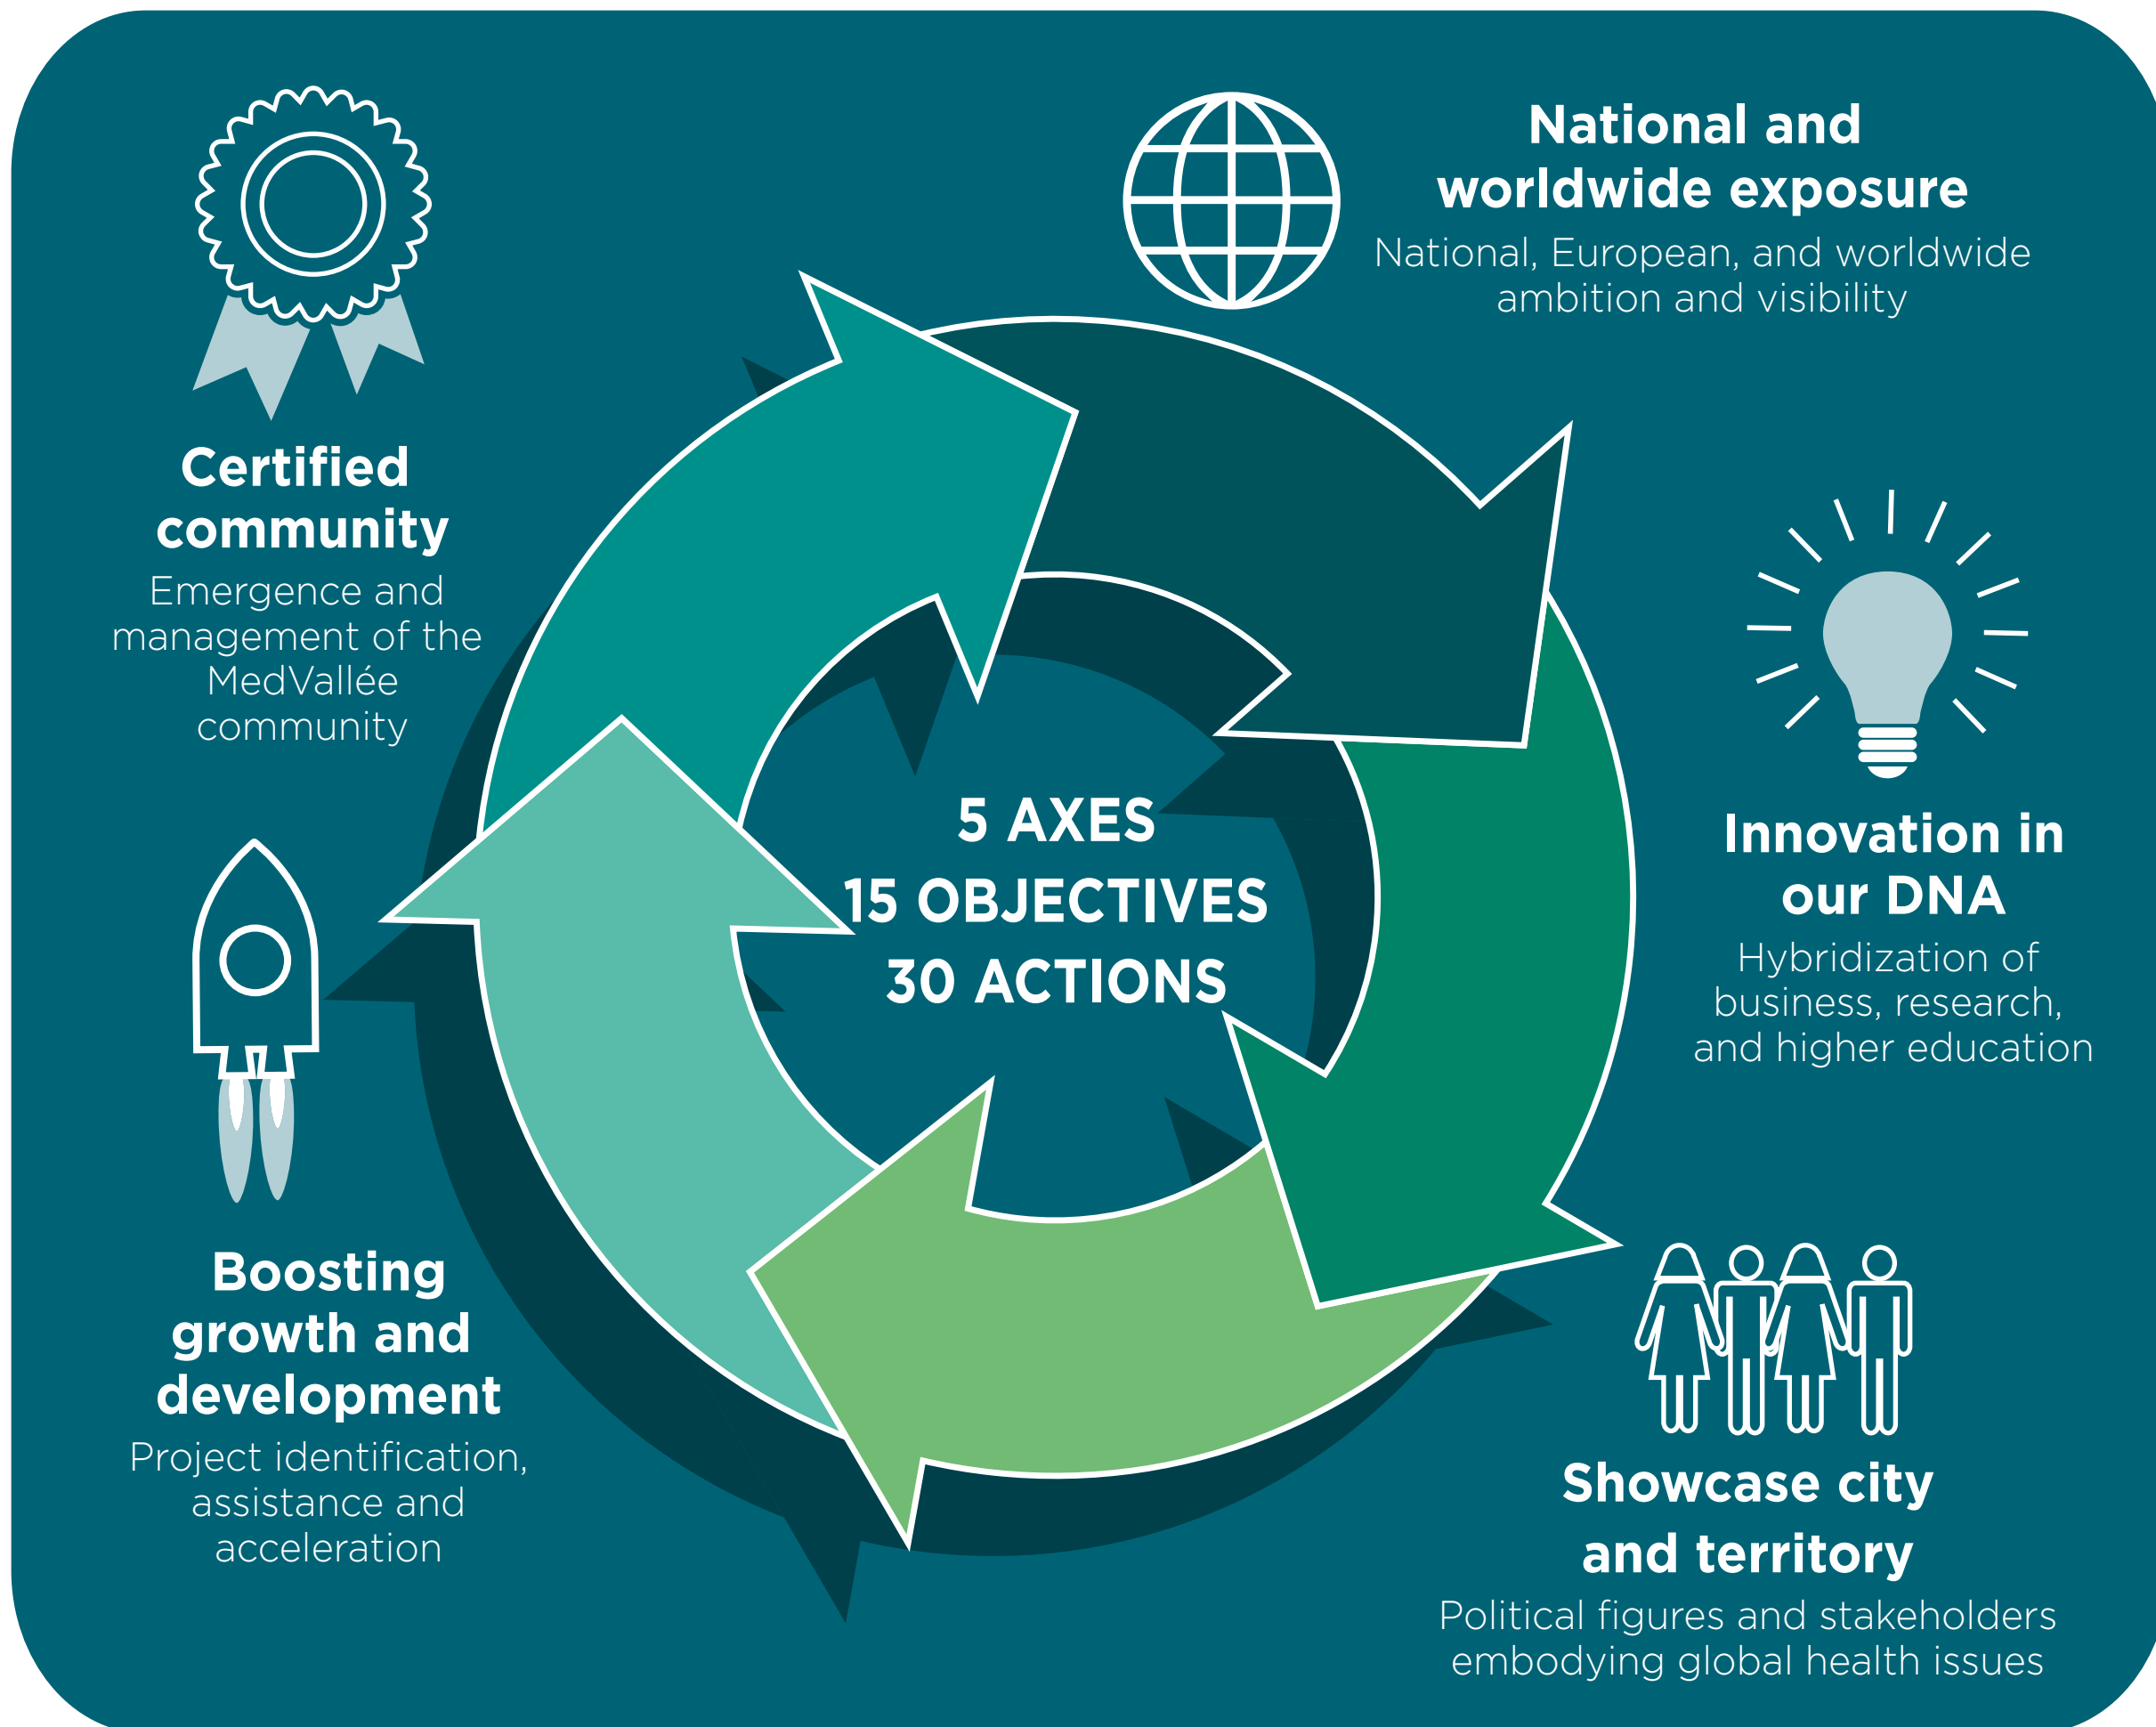 Certified
community
Emergence and
management of the
MedVallée
community
National and
worldwide exposure
National, European, and worldwide
ambition and visibility
5 AXES
15 OBJECTIVES
30 ACTIONS
Innovation in
our DNA
Hybridization of
business, research,
and higher education
Boosting
growth and
development
Project identification,
assistance and
acceleration
Showcase city
and territory
Political figures and stakeholders
embodying global health issues